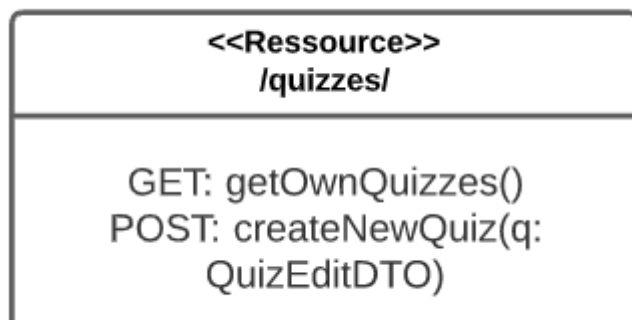 <<Ressource>>
/quizzes/
GET: getOwnQuizzes()
POST: createNewQuiz(q:
QuizEditDTO)